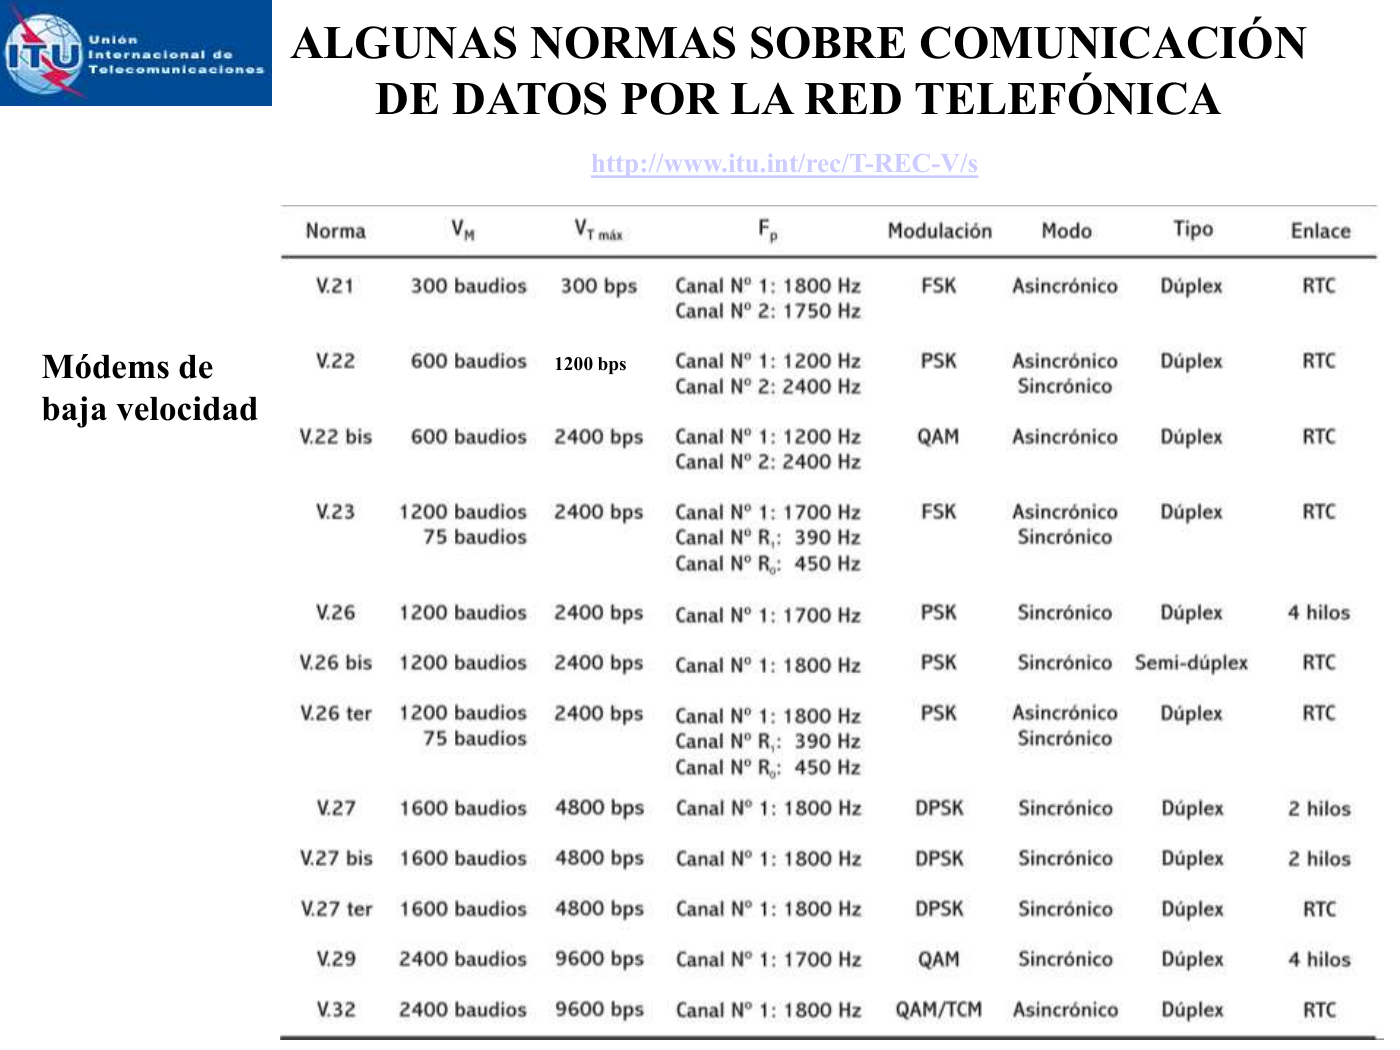 ITU
Unión
Internacional de
Telecomunicaciones
ALGUNAS NORMAS SOBRE COMUNICACIÓN
DE DATOS POR LA RED TELEFÓNICA
http://www.itu.int/rec/T-REC-V/s
Módems de
baja velocidad
Norma V_M V_T máx F_p Modulación Modo Tipo Enlace
V.21 300 baudios 300 bps Canal Nº 1: 1800 Hz FSK Asincrónico Dúplex RTC
Canal Nº 2: 1750 Hz
V.22 600 baudios 1200 bps Canal Nº 1: 1200 Hz PSK Asincrónico Dúplex RTC
Canal Nº 2: 2400 Hz Sincrónico
V.22 bis 600 baudios 2400 bps Canal Nº 1: 1200 Hz QAM Asincrónico Dúplex RTC
Canal Nº 2: 2400 Hz
V.23 1200 baudios 2400 bps Canal Nº 1: 1700 Hz FSK Asincrónico Dúplex RTC
75 baudios Canal Nº R₁: 390 Hz Sincrónico
Canal Nº R₀: 450 Hz
V.26 1200 baudios 2400 bps Canal Nº 1: 1700 Hz PSK Sincrónico Dúplex 4 hilos
V.26 bis 1200 baudios 2400 bps Canal Nº 1: 1800 Hz PSK Sincrónico Semi-dúplex RTC
V.26 ter 1200 baudios 2400 bps Canal Nº 1: 1800 Hz PSK Asincrónico Dúplex RTC
75 baudios Canal Nº R₁: 390 Hz Sincrónico
Canal Nº R₀: 450 Hz
V.27 1600 baudios 4800 bps Canal Nº 1: 1800 Hz DPSK Sincrónico Dúplex 2 hilos
V.27 bis 1600 baudios 4800 bps Canal Nº 1: 1800 Hz DPSK Sincrónico Dúplex 2 hilos
V.27 ter 1600 baudios 4800 bps Canal Nº 1: 1800 Hz DPSK Sincrónico Dúplex RTC
V.29 2400 baudios 9600 bps Canal Nº 1: 1700 Hz QAM Sincrónico Dúplex 4 hilos
V.32 2400 baudios 9600 bps Canal Nº 1: 1800 Hz QAM/TCM Asincrónico Dúplex RTC